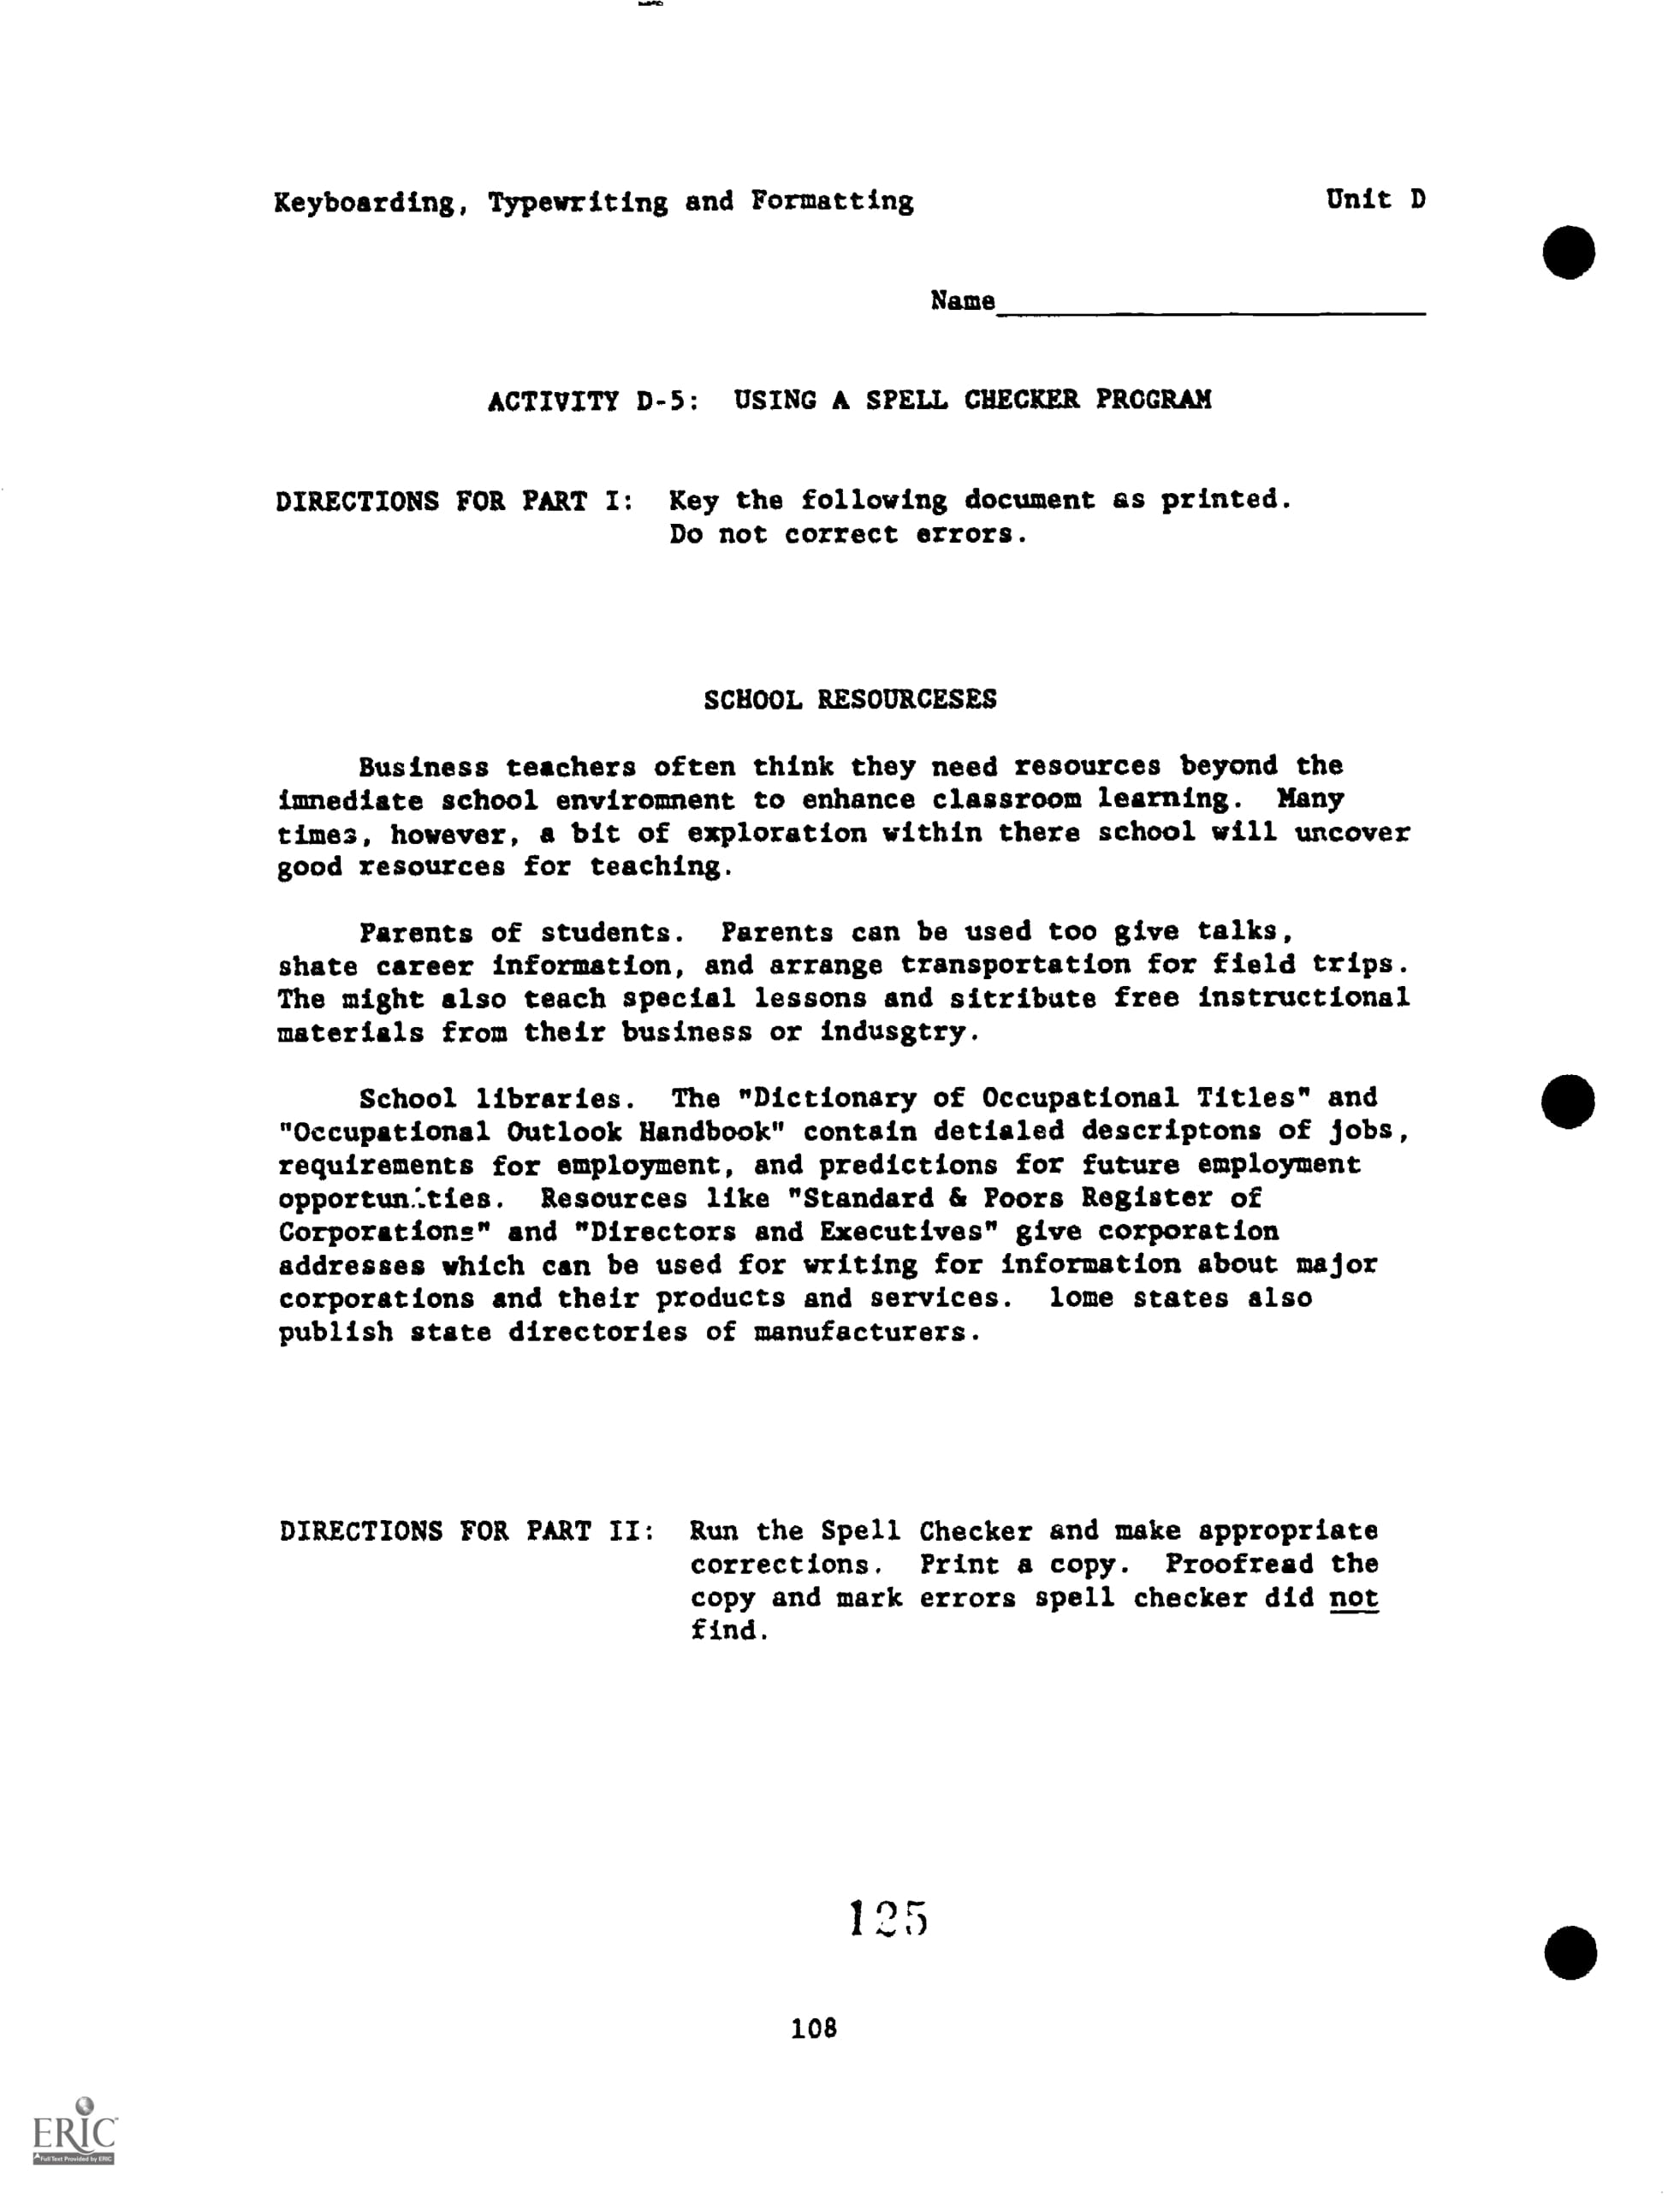 Keyboarding, Typewriting and Formatting Unit D
Name
ACTIVITY D-5: USING A SPELL CHECKER PROGRAM
DIRECTIONS FOR PART I: Key the following document as printed.
Do not correct errors.
SCHOOL RESOURCESES
Business teachers often think they need resources beyond the
imnediate school enviromnent to enhance classroom learning. Many
times, however, a bit of exploration within there school will uncover
good resources for teaching.
Parents of students. Parents can be used too give talks,
shate career information, and arrange transportation for field trips.
The might also teach special lessons and sitribute free instructional
materials from their business or indusgtry.
School libraries. The "Dictionary of Occupational Titles" and
"Occupational Outlook Handbook" contain detialed descriptons of jobs,
requirements for employment, and predictions for future employment
opportunities. Resources like "Standard & Poors Register of
Corporations" and "Directors and Executives" give corporation
addresses which can be used for writing for information about major
corporations and their products and services. lome states also
publish state directories of manufacturers.
DIRECTIONS FOR PART II: Run the Spell Checker and make appropriate
corrections. Print a copy. Proofread the
copy and mark errors spell checker did not
find.
125
108
ERIC
Full Text Provided by ERIC